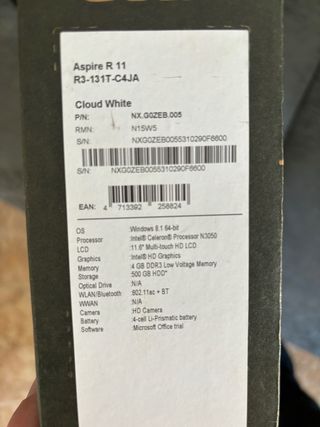 Aspire R 11
R3-131T-C4JA
Cloud White
P/N: NX.G0ZEB.005
RMN: N15W5
S/N: NXG0ZEB0055310290F6600
S/N: NXG0ZEB0055310290F6600
EAN: 4 713392 256824
OS :Windows 8.1 64-bit
Processor :Intel® Celeron® Processor N3050
LCD :11.6" Multi-touch HD LCD
Graphics :Intel® HD Graphics
Memory :4 GB DDR3 Low Voltage Memory
Storage :500 GB HDD*
Optical Drive :N/A
WLAN/Bluetooth :802.11ac + BT
WWAN :N/A
Camera :HD Camera
Battery :4-cell Li-Prismatic battery
Software :Microsoft Office trial